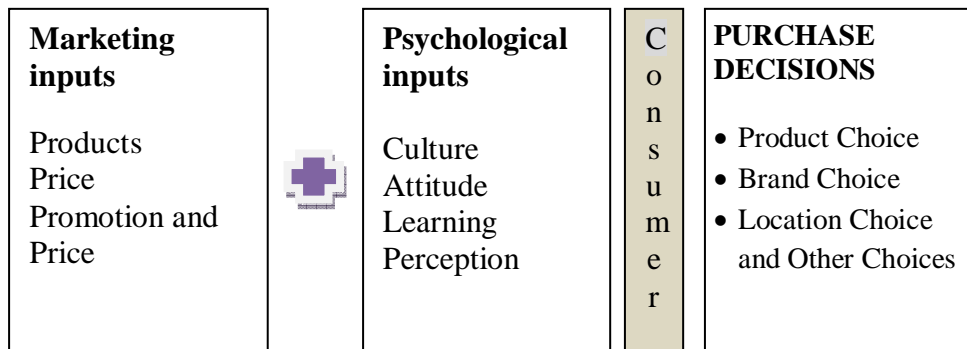 Marketing
inputs
Products
Price
Promotion and
Price
Psychological
inputs
Culture
Attitude
Learning
Perception
Consumer
PURCHASE
DECISIONS
• Product Choice
• Brand Choice
• Location Choice
and Other Choices